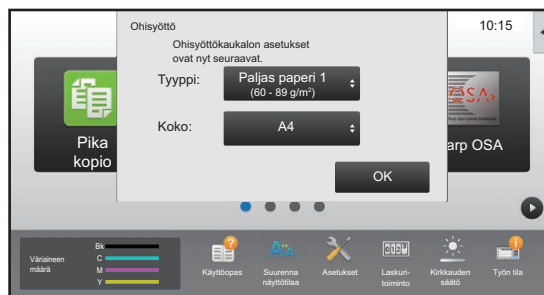 Ohisyöttö
10:15
Ohisyöttökaukalon asetukset
ovat nyt seuraavat.
Tyyppi:
Paljas paperi 1
(60 - 89 g/m²)
Koko:
A4
OK
Pika
kopio
OSA
arp OSA
Väriaineen
määrä
Bk
C
M
Y
Käyttöopas
Suurenna
näyttötilaa
Asetukset
Laskuri-
toiminto
Kirkkauden
säätö
Työn tila